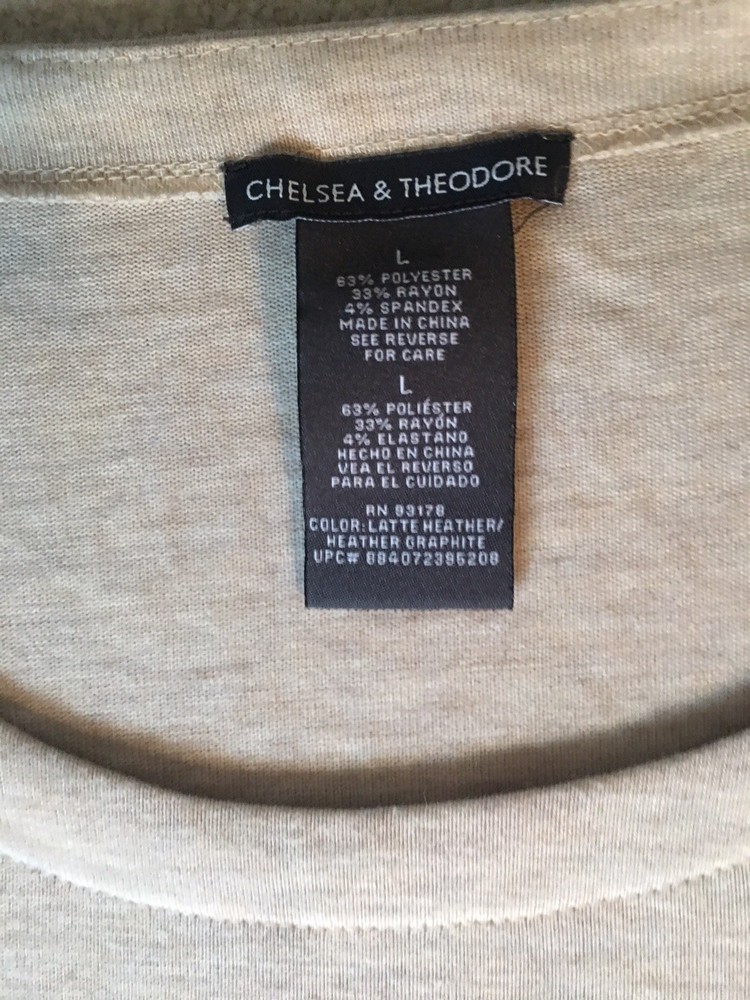 CHELSEA & THEODORE
L
63% POLYESTER
33% RAYON
4% SPANDEX
MADE IN CHINA
SEE REVERSE
FOR CARE
L
63% POLIÉSTER
33% RAYÓN
4% ELASTANO
HECHO EN CHINA
VEA EL REVERSO
PARA EL CUIDADO
RN 93178
COLOR:LATTE HEATHER/
HEATHER GRAPHITE
UPC# 884072395208